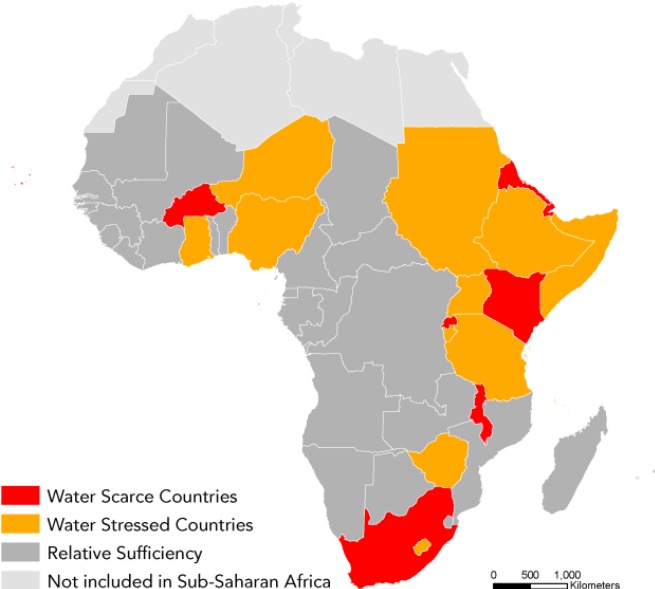 Water Scarce Countries
Water Stressed Countries
Relative Sufficiency
Not included in Sub-Saharan Africa
0 500 1,000
Kilometers